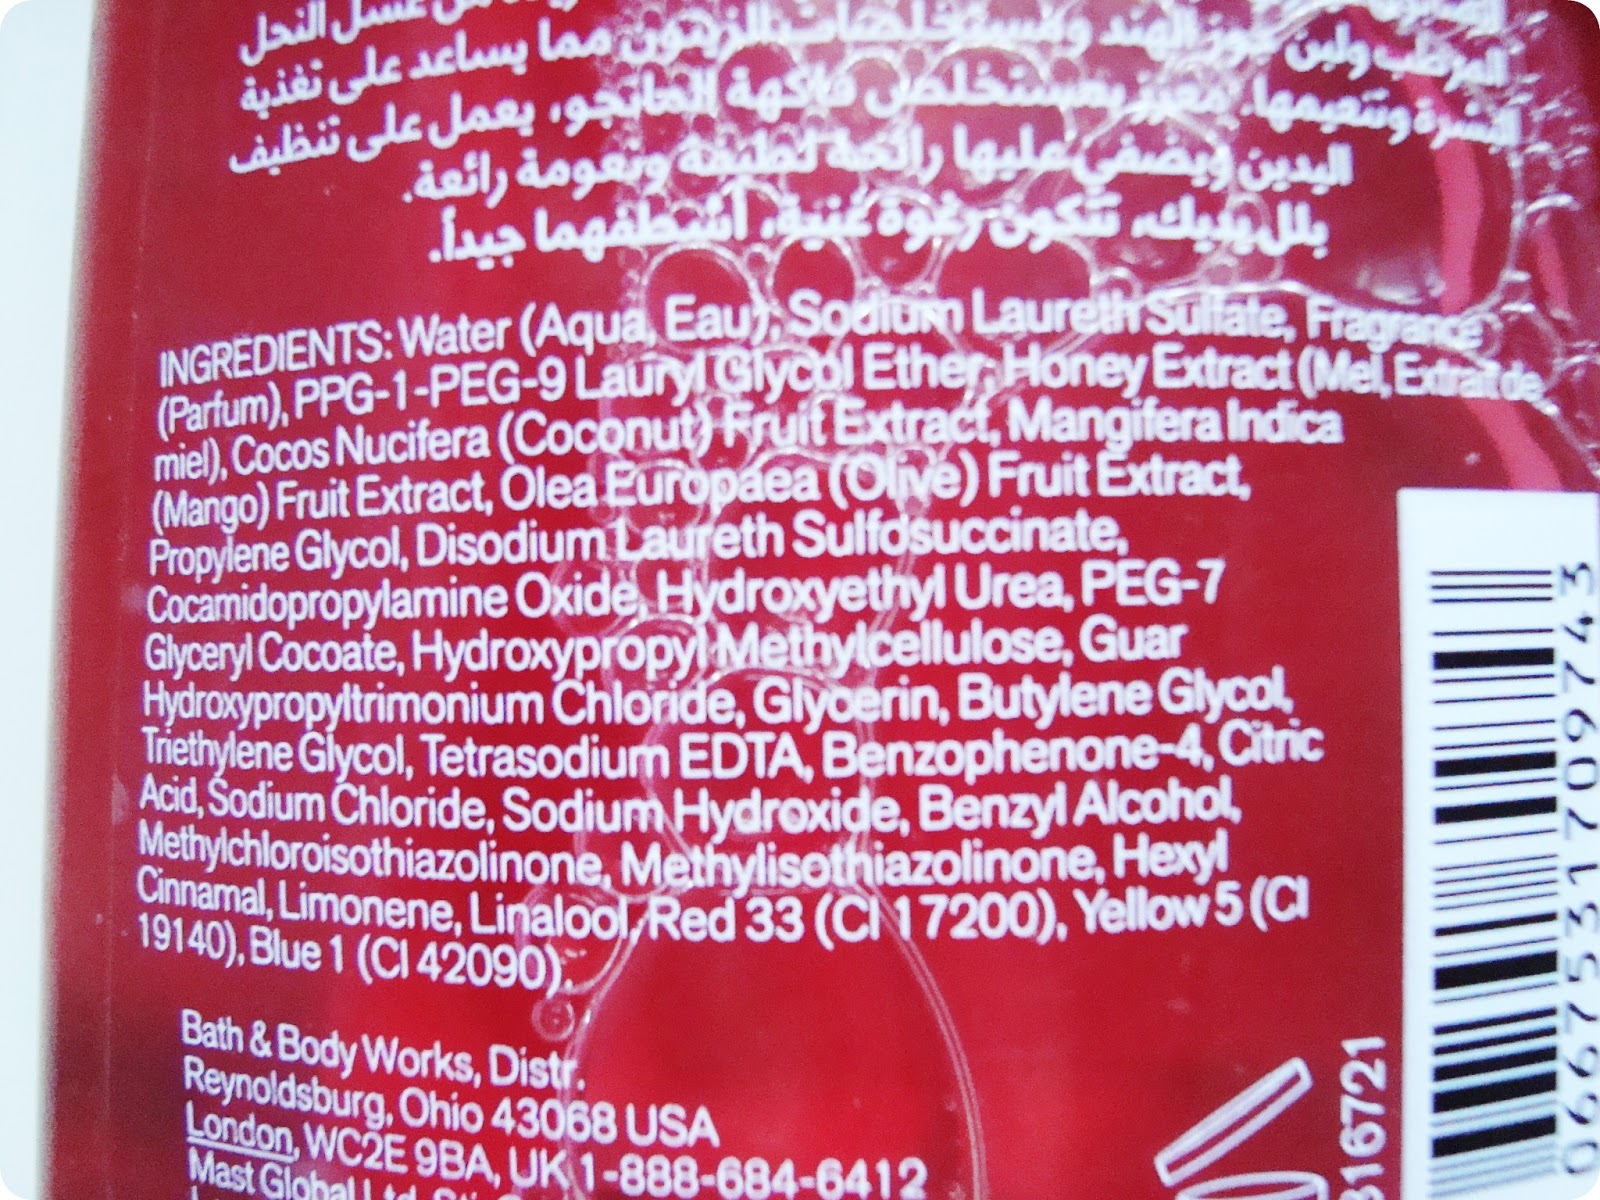 عسل النحل
المرطب ولبن جوز الهند ومستخلصات الزيتون مما يساعد على تغذية
البشرة وتنعيمها. معزز بمستخلص فاكهة المانجو، يعمل على تنظيف
اليدين ويضفي عليها رائحة لطيفة ونعومة رائعة.
بلل يديك، تتكون رغوة غنية، أشطفهما جيداً.
INGREDIENTS: Water (Aqua, Eau), Sodium Laureth Sulfate, Fragrance
(Parfum), PPG-1-PEG-9 Lauryl Glycol Ether, Honey Extract (Mel, Extrait de
miel), Cocos Nucifera (Coconut) Fruit Extract, Mangifera Indica
(Mango) Fruit Extract, Olea Europaea (Olive) Fruit Extract,
Propylene Glycol, Disodium Laureth Sulfosuccinate,
Cocamidopropylamine Oxide, Hydroxyethyl Urea, PEG-7
Glyceryl Cocoate, Hydroxypropyl Methylcellulose, Guar
Hydroxypropyltrimonium Chloride, Glycerin, Butylene Glycol,
Triethylene Glycol, Tetrasodium EDTA, Benzophenone-4, Citric
Acid, Sodium Chloride, Sodium Hydroxide, Benzyl Alcohol,
Methylchloroisothiazolinone, Methylisothiazolinone, Hexyl
Cinnamal, Limonene, Linalool, Red 33 (CI 17200), Yellow 5 (CI
19140), Blue 1 (CI 42090).
Bath & Body Works, Distr.
Reynoldsburg, Ohio 43068 USA
London, WC2E 9BA, UK 1-888-684-6412
Mast Global Ltd.
0667531709743
316721